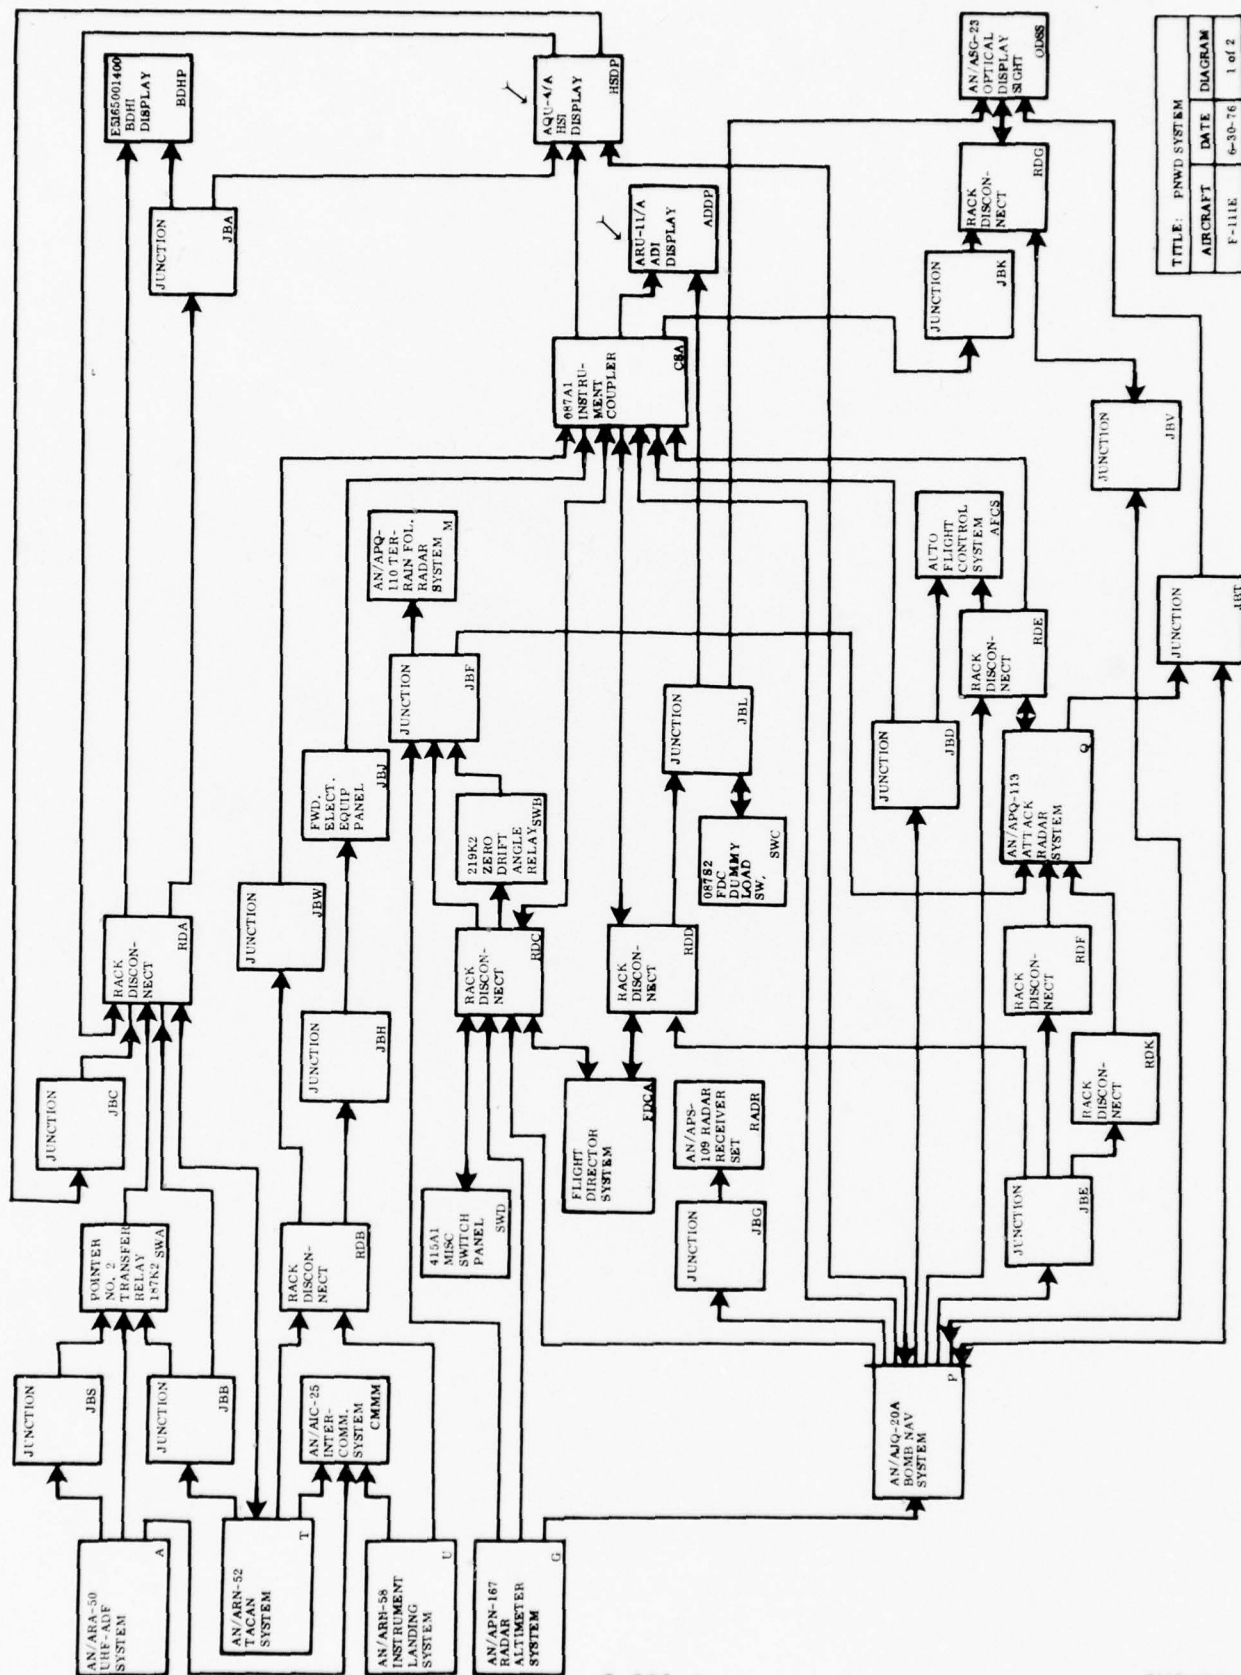 AN/ARA-50
UHF-ADF
SYSTEM
A
AN/ARN-52
TACAN
SYSTEM
T
AN/ARN-58
INSTRUMENT
LANDING
SYSTEM
U
AN/APN-167
RADAR
ALTIMETER
SYSTEM
G
JUNCTION
JBS
JUNCTION
JBB
AN/AIC-25
INTER-
COMM.
SYSTEM
CMMM
AN/AJQ-20A
BOMB NAV
SYSTEM
P
POINTER
NO. 2
TRANSFER
RELAY
187K2 SWA
RACK
DISCON-
NECT
RDB
415A1
MISC
SWITCH
PANEL
SWD
FLIGHT
DIRECTOR
SYSTEM
FDCA
JUNCTION
JBG
AN/APS-
109 RADAR
RECEIVER
SET
RADR
JUNCTION
JBE
JUNCTION
JBC
JUNCTION
JBH
RACK
DISCON-
NECT
RDK
RACK
DISCON-
NECT
RDA
JUNCTION
JBW
RACK
DISCON-
NECT
RDC
RACK
DISCON-
NECT
RDD
RACK
DISCON-
NECT
RDF
FWD.
ELECT.
EQUIP
PANEL
JBJ
219K2
ZERO
DRIFT
ANGLE
RELAY
SWB
087S2
FDC
DUMMY
LOAD
SW.
SWC
AN/APQ-113
ATTACK
RADAR
SYSTEM
Q
JUNCTION
JBF
JUNCTION
JBL
JUNCTION
JBD
RACK
DISCON-
NECT
RDE
JUNCTION
JBT
AN/APQ-
110 TER-
RAIN FOL.
RADAR
SYSTEM
M
AUTO
FLIGHT
CONTROL
SYSTEM
AFCS
JUNCTION
JBV
087A1
INSTRU-
MENT
COUPLER
CSA
JUNCTION
JBA
ARU-11/A
ADI
DISPLAY
ADDP
JUNCTION
JBK
RACK
DISCON-
NECT
RDG
E5165001400
BDHI
DISPLAY
BDHP
AQU-4/A
HSI
DISPLAY
HSDP
AN/ASG-23
OPTICAL
DISPLAY
SIGHT
ODSS
TITLE: PNWD SYSTEM
AIRCRAFT DATE DIAGRAM
F-111E 6-30-76 1 of 2